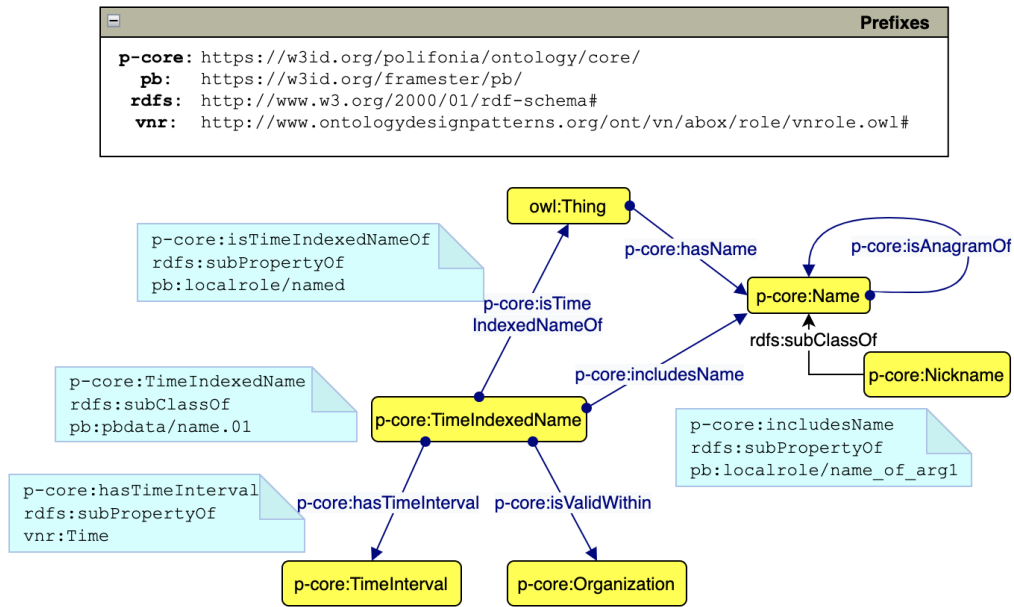 Prefixes
p-core: https://w3id.org/polifonia/ontology/core/
pb: https://w3id.org/framester/pb/
rdfs: http://www.w3.org/2000/01/rdf-schema#
vnr: http://www.ontologydesignpatterns.org/ont/vn/abox/role/vnrole.owl#
owl:Thing
p-core:isTimeIndexedNameOf
rdfs:subPropertyOf
pb:localrole/named
p-core:hasName
p-core:isAnagramOf
p-core:Name
p-core:isTime
IndexedNameOf
rdfs:subClassOf
p-core:includesName
p-core:Nickname
p-core:TimeIndexedName
rdfs:subClassOf
pb:pbdata/name.01
p-core:TimeIndexedName
p-core:includesName
rdfs:subPropertyOf
pb:localrole/name_of_arg1
p-core:hasTimeInterval
rdfs:subPropertyOf
vnr:Time
p-core:hasTimeInterval
p-core:isValidWithin
p-core:TimeInterval
p-core:Organization